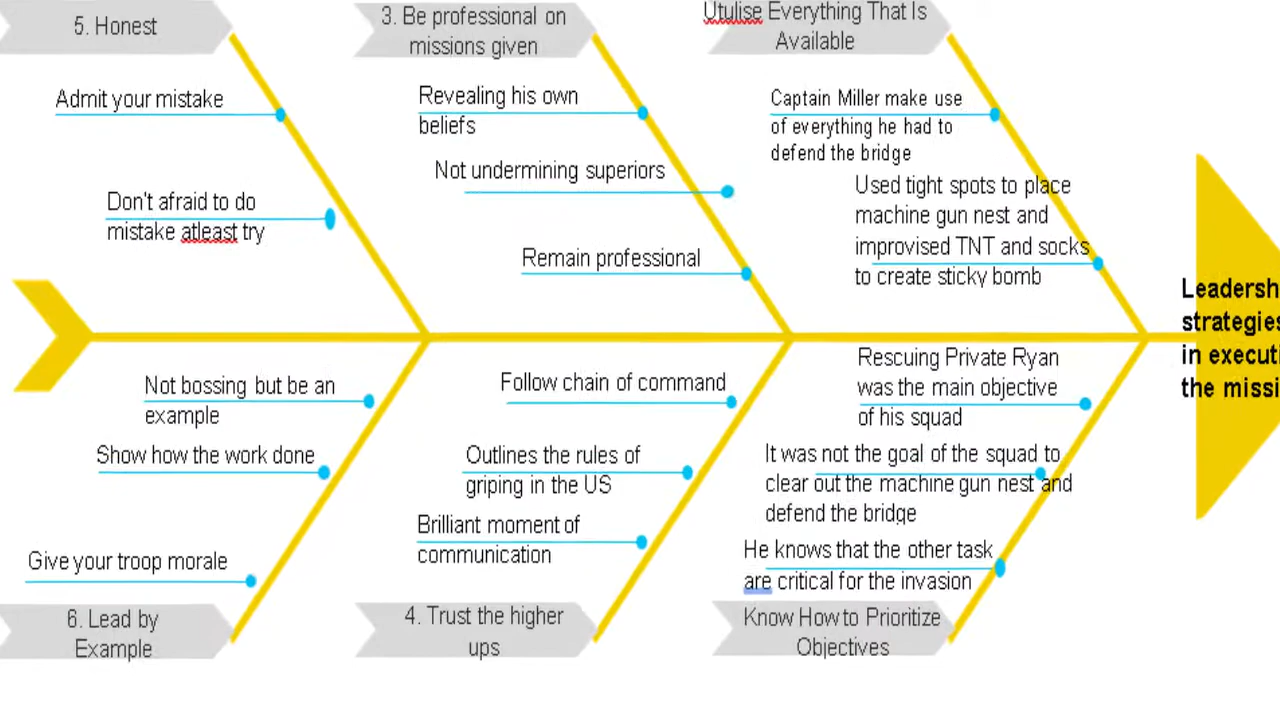 5. Honest
Admit your mistake
Don't afraid to do
mistake atleast try
3. Be professional on
missions given
Revealing his own
beliefs
Not undermining superiors
Remain professional
Utulise Everything That Is
Available
Captain Miller make use
of everything he had to
defend the bridge
Used tight spots to place
machine gun nest and
improvised TNT and socks
to create sticky bomb
Not bossing but be an
example
Show how the work done
Give your troop morale
6. Lead by
Example
Follow chain of command
Outlines the rules of
griping in the US
Brilliant moment of
communication
4. Trust the higher
ups
Rescuing Private Ryan
was the main objective
of his squad
It was not the goal of the squad to
clear out the machine gun nest and
defend the bridge
He knows that the other task
are critical for the invasion
Know How to Prioritize
Objectives
Leadersh
strategies
in executi
the missi